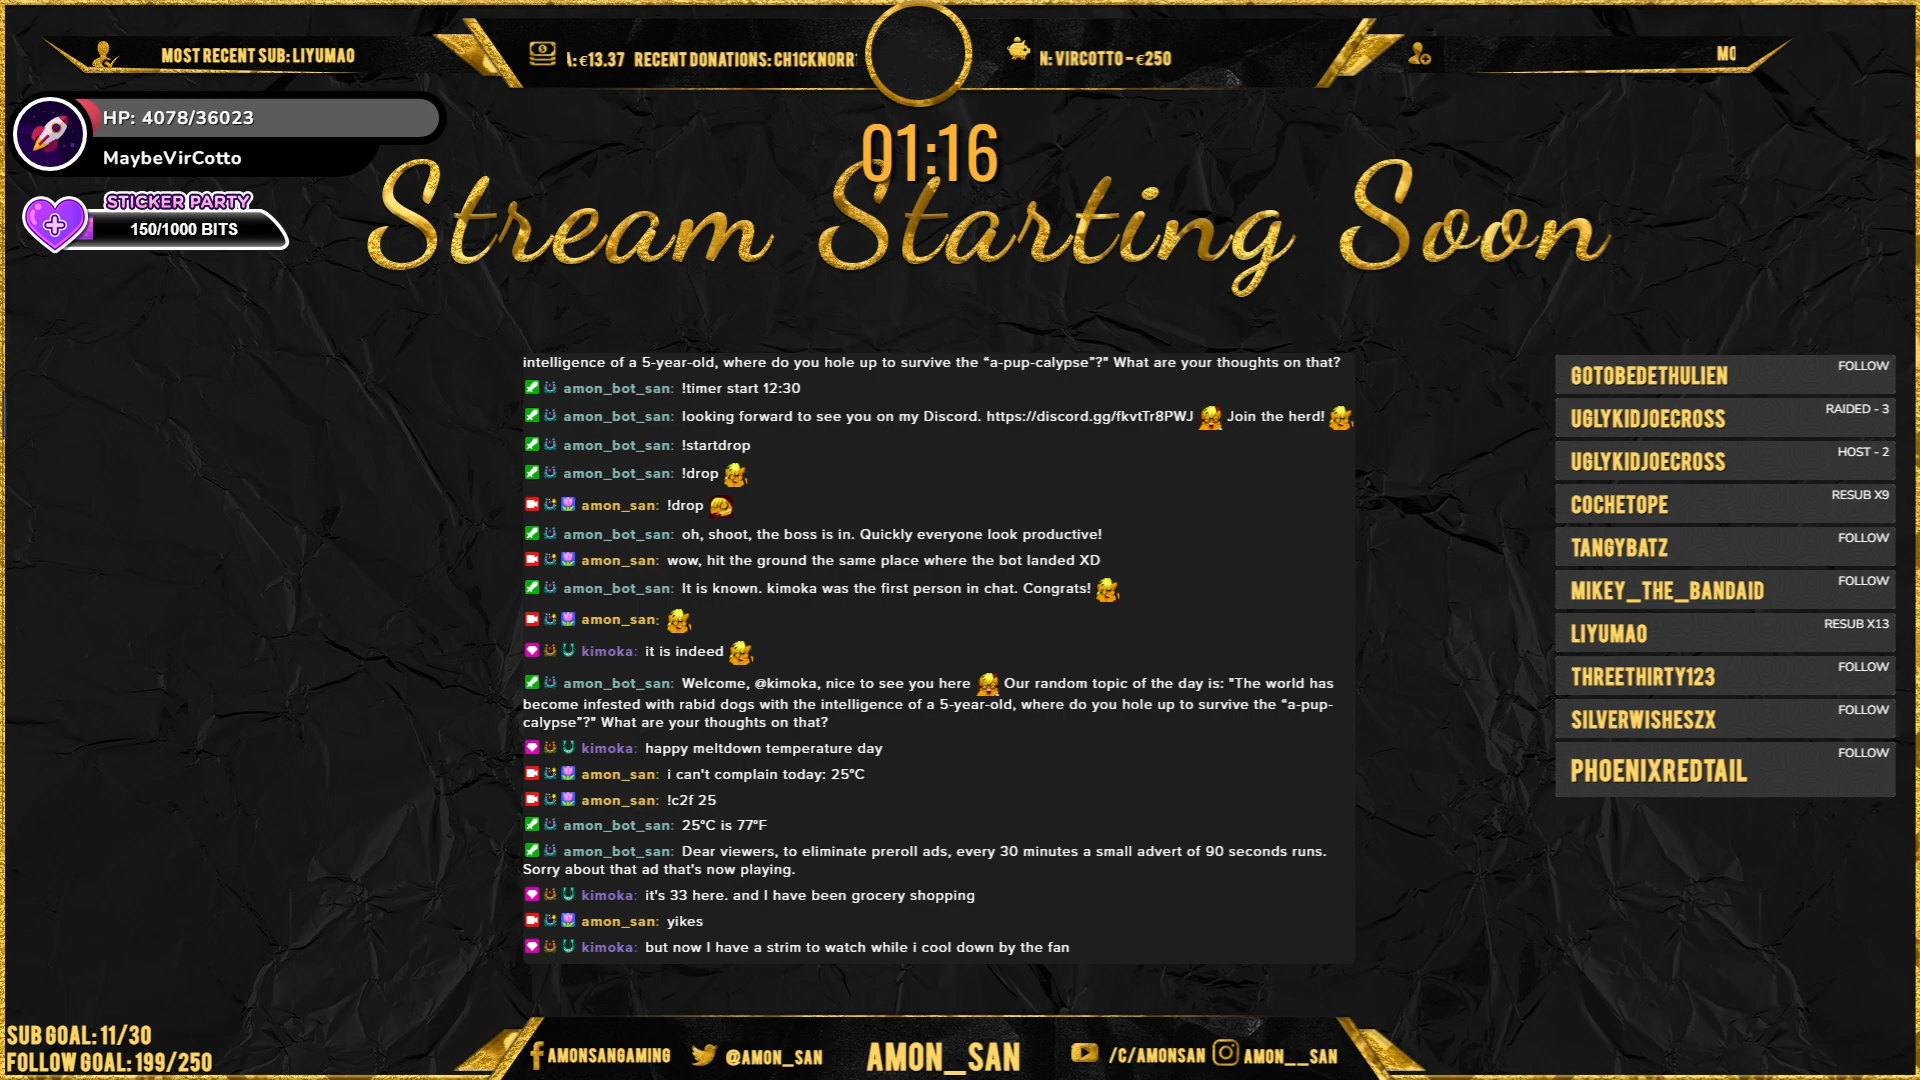 MOST RECENT SUB: LIYUMAO
: €13.37 RECENT DONATIONS: CH1CKNORR
N: VIRCOTTO - €250
HP: 4078/36023
MaybeVirCotto
STICKER PARTY
150/1000 BITS
01:16
Stream Starting Soon
intelligence of a 5-year-old, where do you hole up to survive the “a-pup-calypse”?" What are your thoughts on that?
amon_bot_san: !timer start 12:30
amon_bot_san: looking forward to see you on my Discord. https://discord.gg/fkvtTr8PWJ Join the herd!
amon_bot_san: !startdrop
amon_bot_san: !drop
amon_san: !drop
amon_bot_san: oh, shoot, the boss is in. Quickly everyone look productive!
amon_san: wow, hit the ground the same place where the bot landed XD
amon_bot_san: It is known. kimoka was the first person in chat. Congrats!
amon_san:
kimoka: it is indeed
amon_bot_san: Welcome, @kimoka, nice to see you here Our random topic of the day is: "The world has
become infested with rabid dogs with the intelligence of a 5-year-old, where do you hole up to survive the “a-pup-
calypse”?" What are your thoughts on that?
kimoka: happy meltdown temperature day
amon_san: i can't complain today: 25°C
amon_san: !c2f 25
amon_bot_san: 25°C is 77°F
amon_bot_san: Dear viewers, to eliminate preroll ads, every 30 minutes a small advert of 90 seconds runs.
Sorry about that ad that's now playing.
kimoka: it's 33 here. and I have been grocery shopping
amon_san: yikes
kimoka: but now I have a strim to watch while i cool down by the fan
GOTOBEDETHULIEN FOLLOW
UGLYKIDJOECROSS RAIDED - 3
UGLYKIDJOECROSS HOST - 2
COCHETOPE RESUB X9
TANGYBATZ FOLLOW
MIKEY_THE_BANDAID FOLLOW
LIYUMAO RESUB X13
THREETHIRTY123 FOLLOW
SILVERWISHESZX FOLLOW
PHOENIXREDTAIL FOLLOW
SUB GOAL: 11/30
FOLLOW GOAL: 199/250
AMONSANGAMING
@AMON_SAN
AMON_SAN
/C/AMONSAN
AMON__SAN